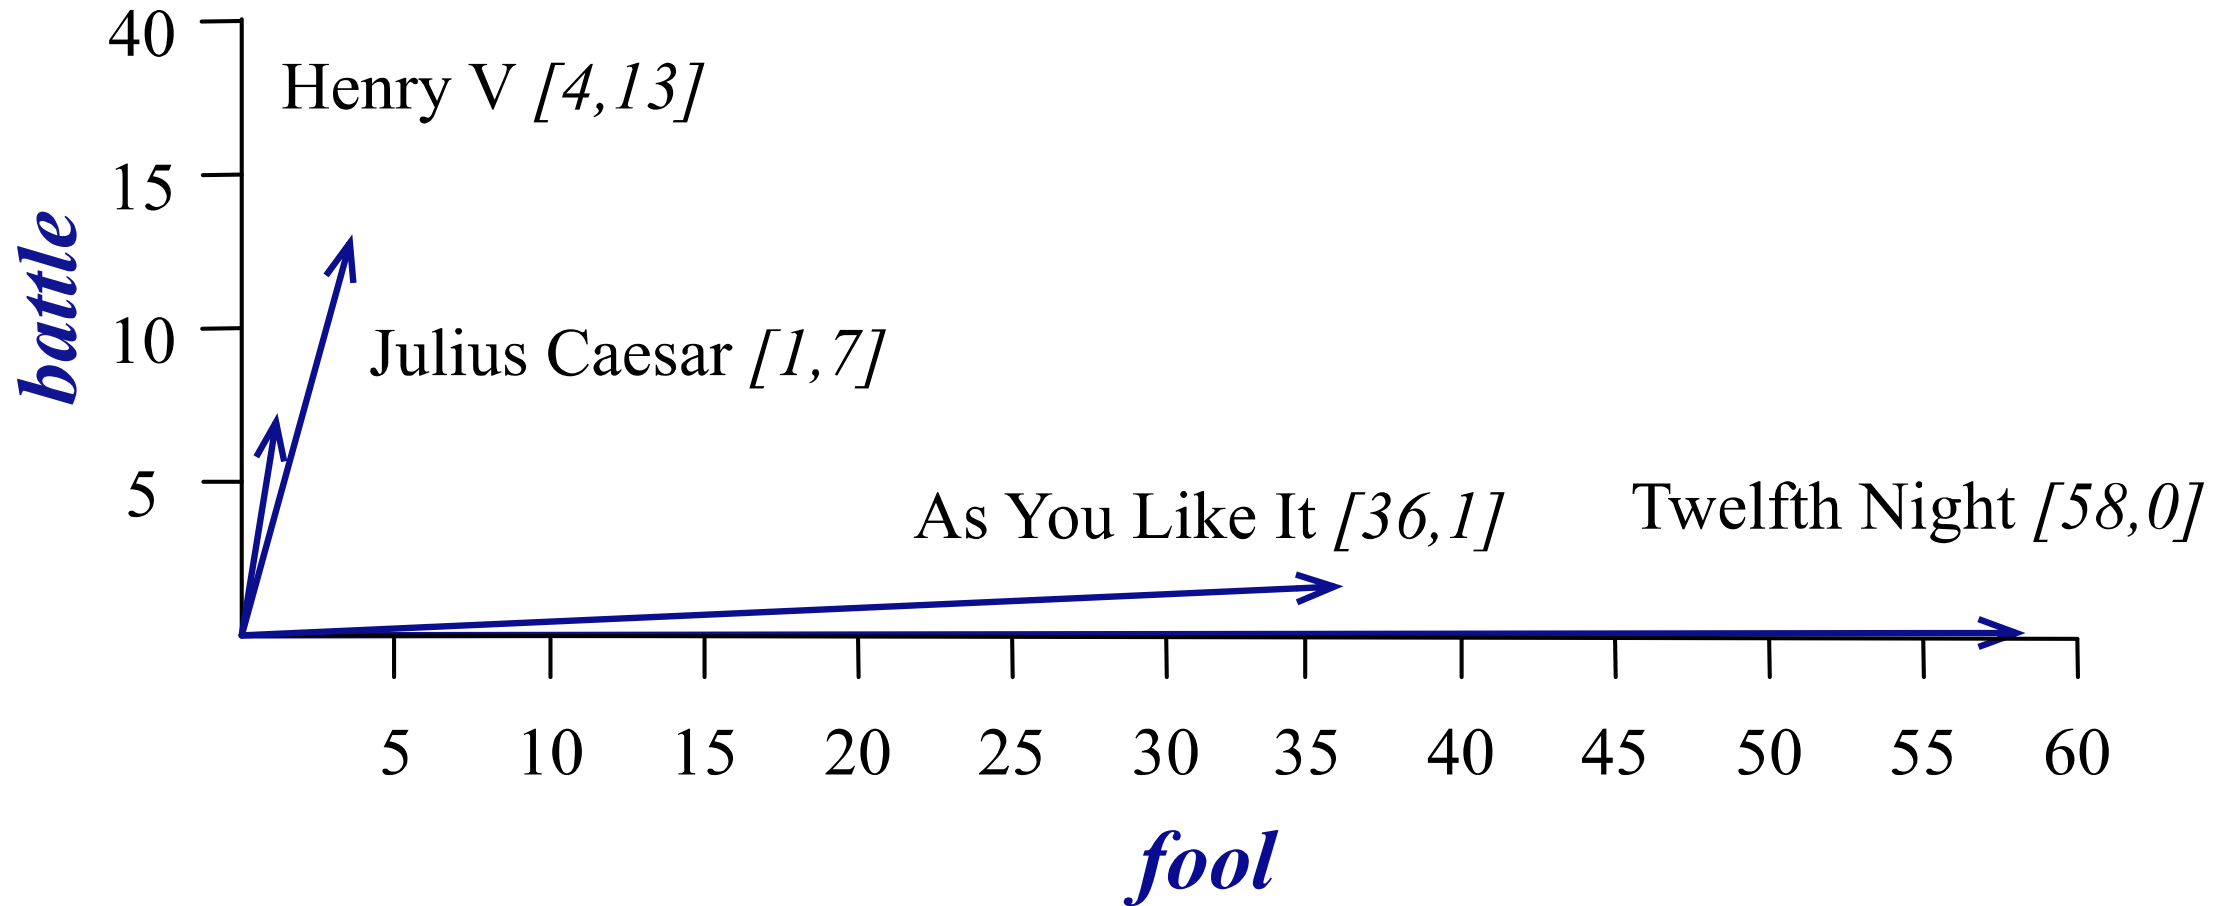 40
Henry V [4,13]
15
battle
10
Julius Caesar [1,7]
5
As You Like It [36,1]
Twelfth Night [58,0]
5 10 15 20 25 30 35 40 45 50 55 60
fool